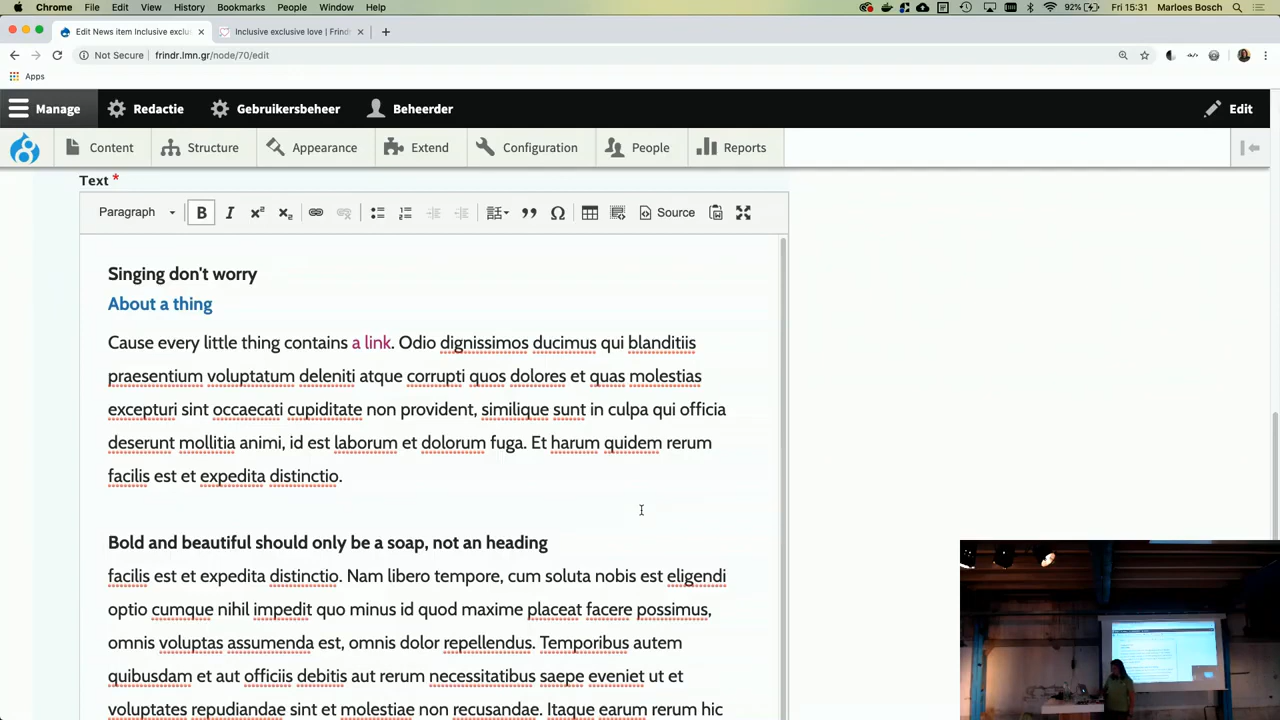 Chrome File Edit View History Bookmarks People Window Help 92% Fri 15:31 Marloes Bosch
Edit News item Inclusive exclu Inclusive exclusive love | Frindr
Not Secure frindr.lmn.gr/node/70/edit
Apps
Manage Redactie Gebruikersbeheer Beheerder Edit
Content Structure Appearance Extend Configuration People Reports
Text *
Paragraph B I x² x₂ Ω Source
Singing don't worry
About a thing
Cause every little thing contains a link. Odio dignissimos ducimus qui blanditiis
praesentium voluptatum deleniti atque corrupti quos dolores et quas molestias
excepturi sint occaecati cupiditate non provident, similique sunt in culpa qui officia
deserunt mollitia animi, id est laborum et dolorum fuga. Et harum quidem rerum
facilis est et expedita distinctio.
Bold and beautiful should only be a soap, not an heading
facilis est et expedita distinctio. Nam libero tempore, cum soluta nobis est eligendi
optio cumque nihil impedit quo minus id quod maxime placeat facere possimus,
omnis voluptas assumenda est, omnis dolor repellendus. Temporibus autem
quibusdam et aut officiis debitis aut rerum necessitatibus saepe eveniet ut et
voluptates repudiandae sint et molestiae non recusandae. Itaque earum rerum hic